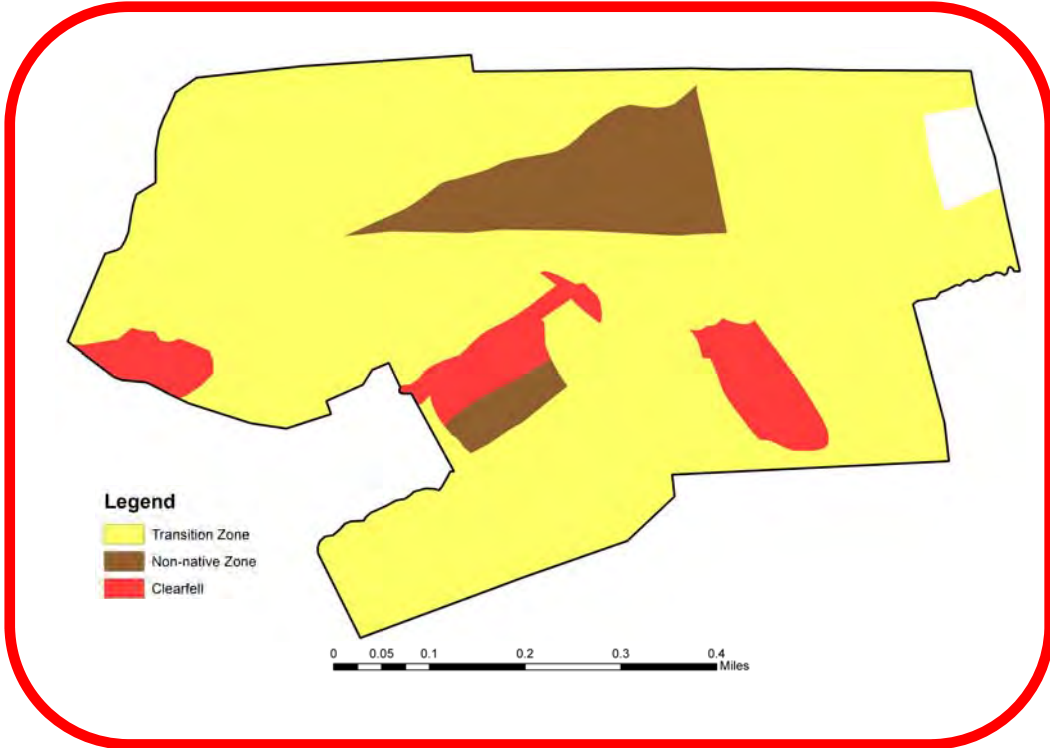 Legend
Transition Zone
Non-native Zone
Clearfell
0 0.05 0.1 0.2 0.3 0.4
Miles